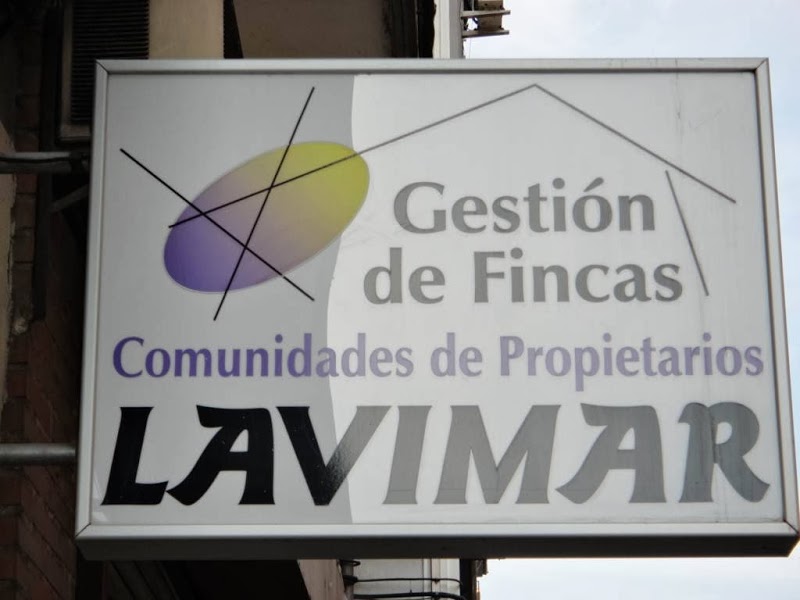 Gestión
de Fincas
Comunidades de Propietarios
LAVIMAR